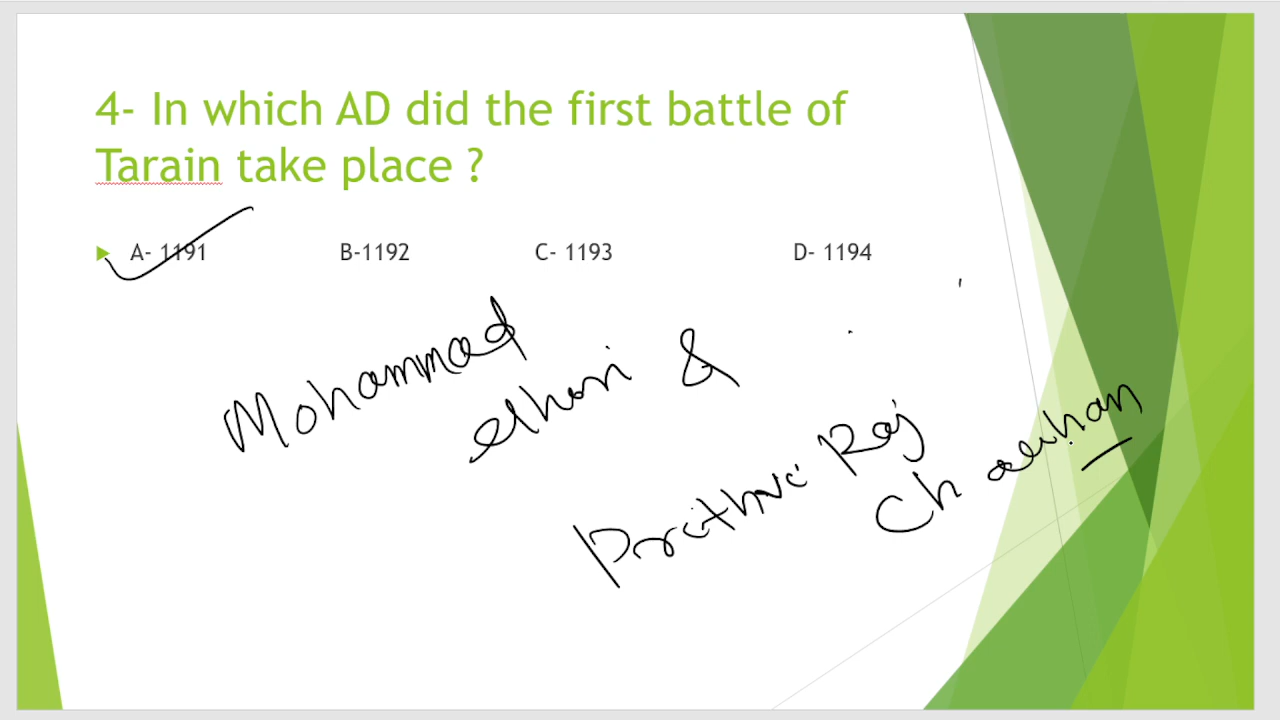 4- In which AD did the first battle of
Tarain take place ?
A- 1191 B-1192 C- 1193 D- 1194
Mohammad
Ghori &
Prithvi Raj
Chauhan